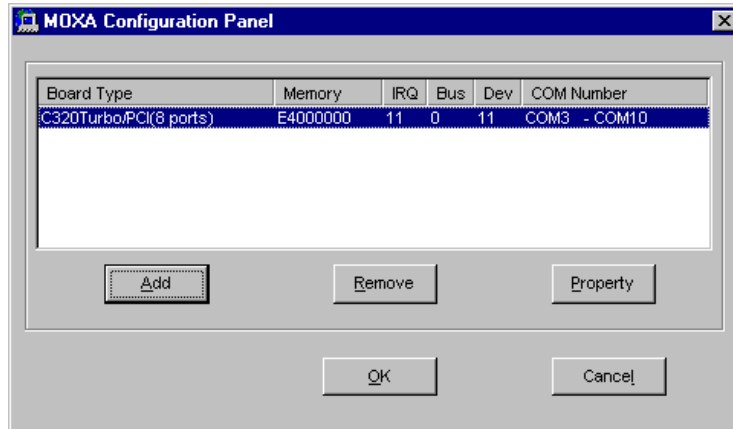 MOXA Configuration Panel
Board Type Memory IRQ Bus Dev COM Number
C320Turbo/PCI(8 ports) E4000000 11 0 11 COM3 - COM10
Add Remove Property
OK Cancel